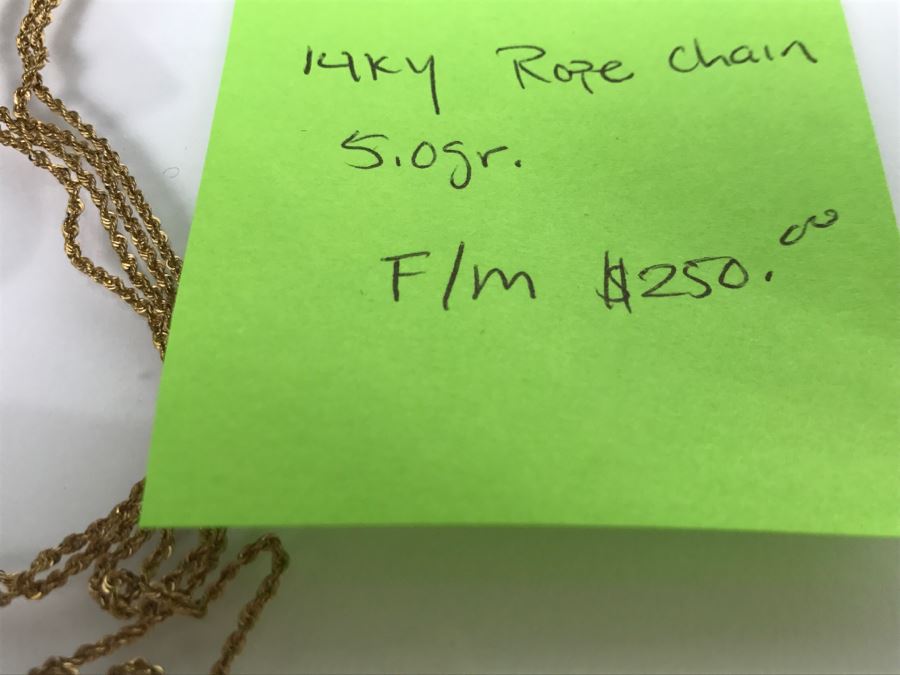 14KY Rope Chain
5.0gr.
F/m $250.00